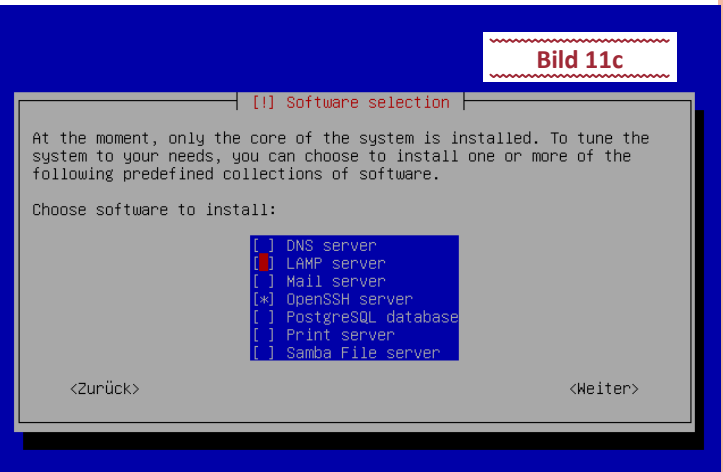 Bild 11c
[!] Software selection
At the moment, only the core of the system is installed. To tune the
system to your needs, you can choose to install one or more of the
following predefined collections of software.
Choose software to install:
[ ] DNS server
[ ] LAMP server
[ ] Mail server
[*] OpenSSH server
[ ] PostgreSQL database
[ ] Print server
[ ] Samba File server
<Zurück> <Weiter>